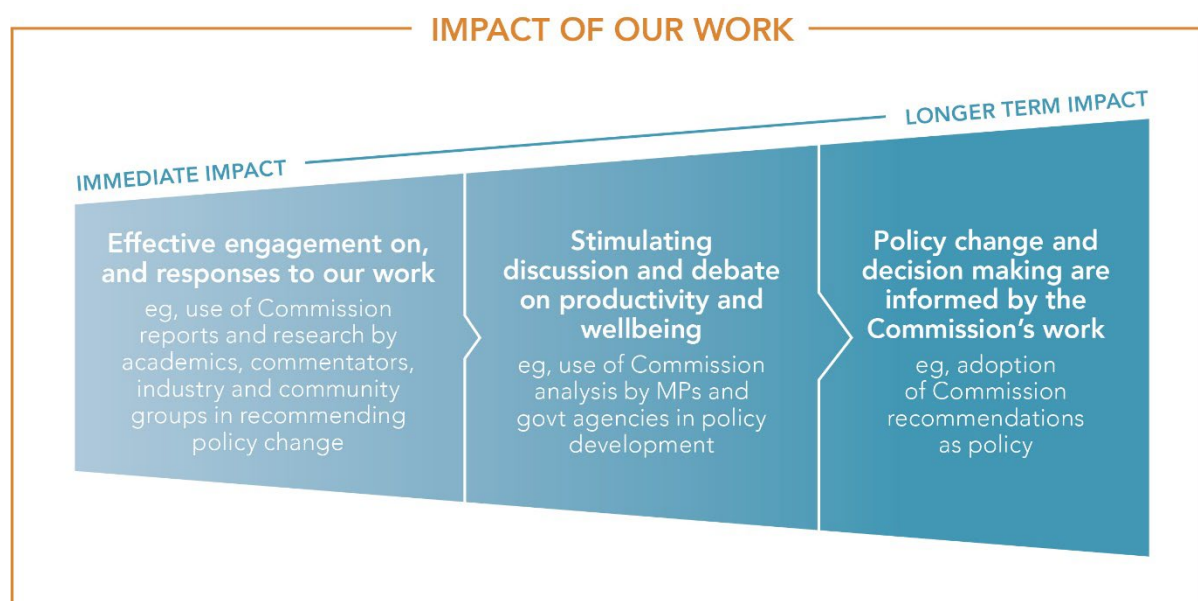 IMPACT OF OUR WORK
IMMEDIATE IMPACT
LONGER TERM IMPACT
Effective engagement on,
and responses to our work
eg, use of Commission
reports and research by
academics, commentators,
industry and community
groups in recommending
policy change
Stimulating
discussion and debate
on productivity and
wellbeing
eg, use of Commission
analysis by MPs and
govt agencies in policy
development
Policy change and
decision making are
informed by the
Commission’s work
eg, adoption
of Commission
recommendations
as policy